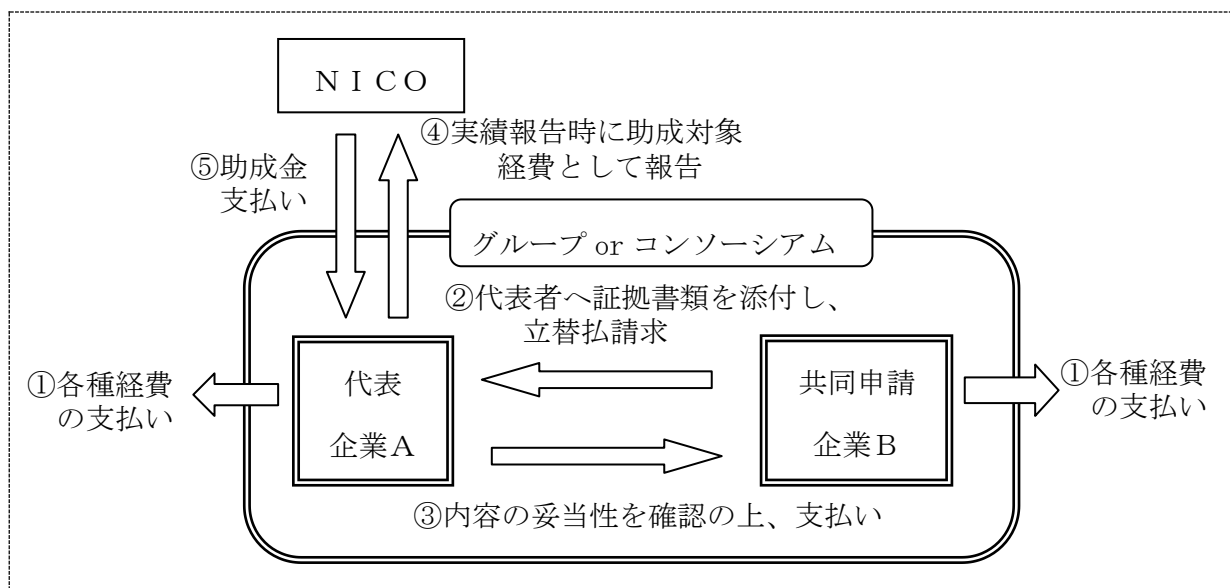 ＮＩＣＯ
④実績報告時に助成対象
経費として報告
⑤助成金
支払い
グループ or コンソーシアム
②代表者へ証拠書類を添付し、
立替払請求
①各種経費
の支払い
代表
企業Ａ
共同申請
企業Ｂ
①各種経費
の支払い
③内容の妥当性を確認の上、支払い